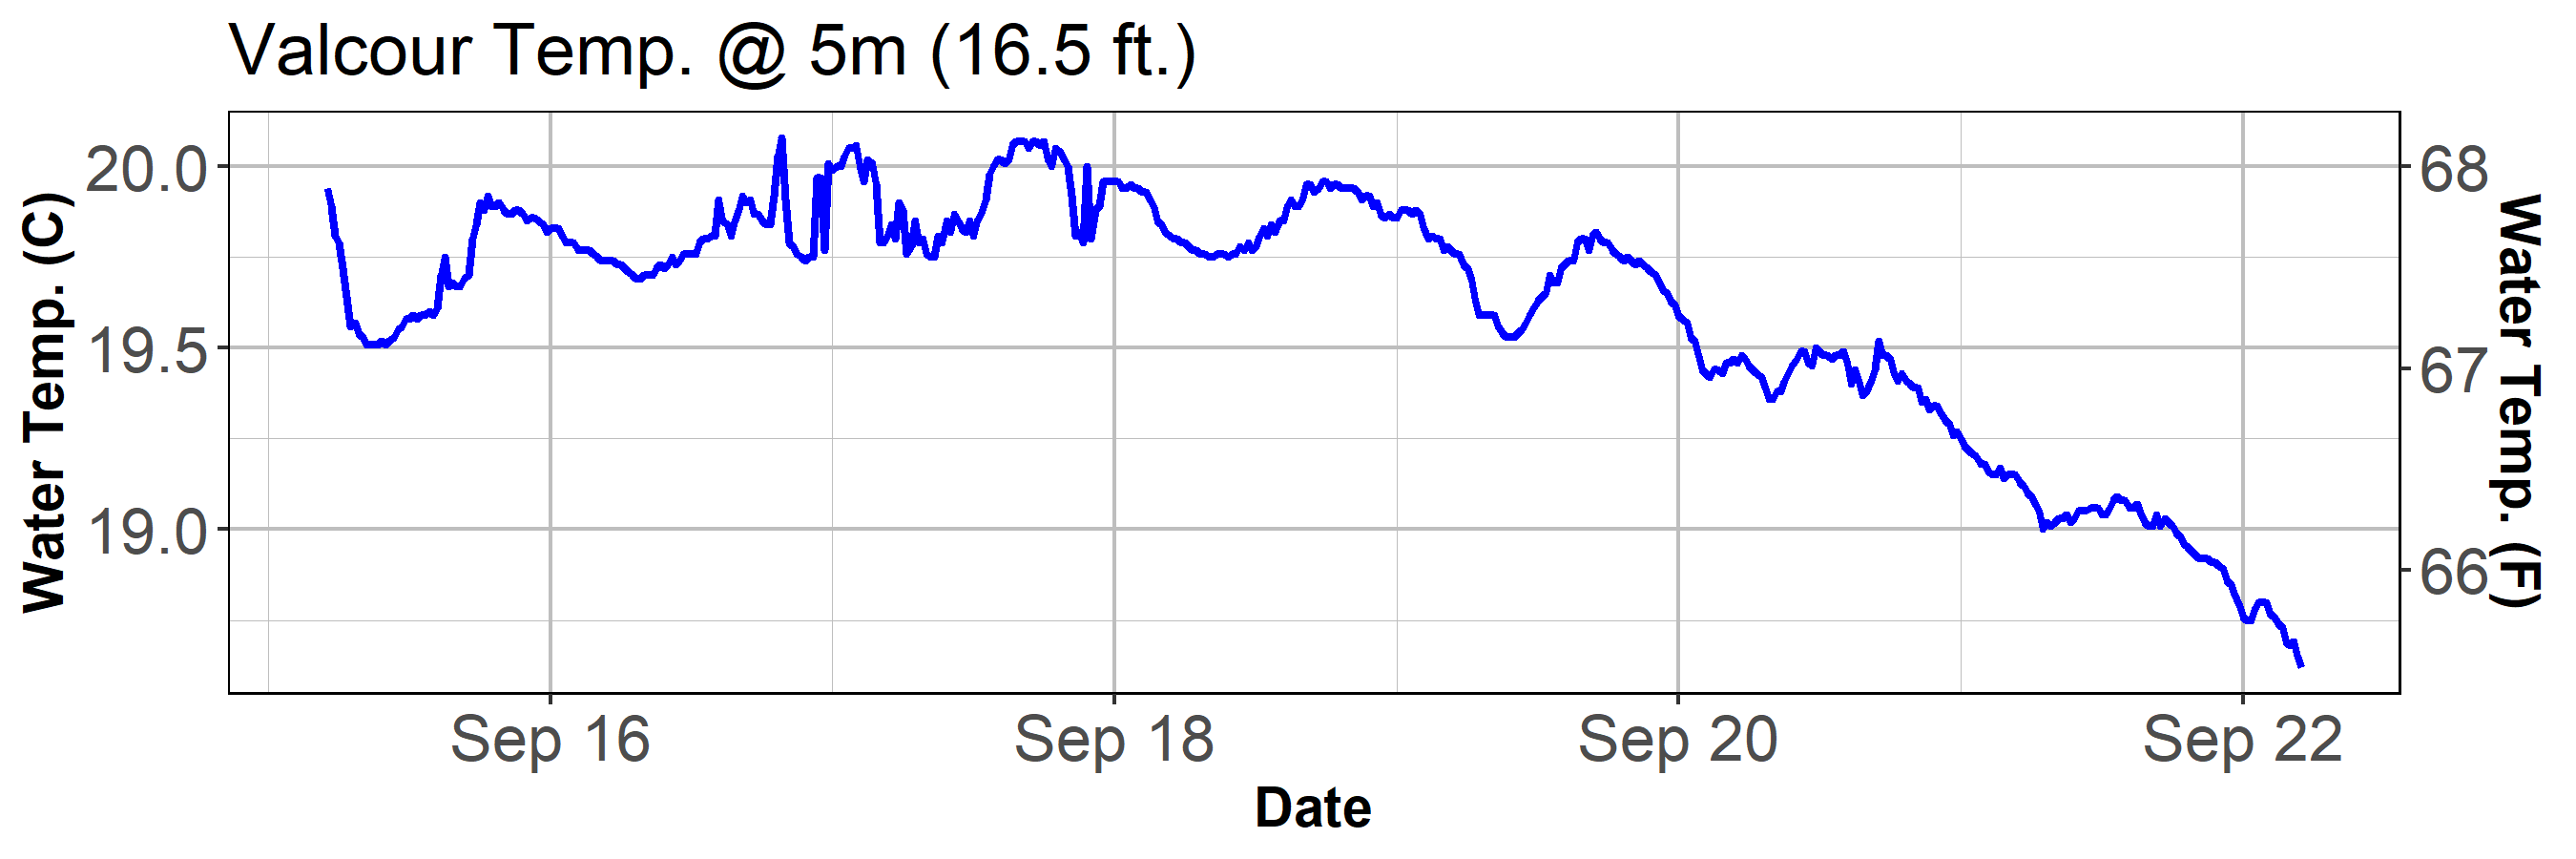 Valcour Temp. @ 5m (16.5 ft.)
Water Temp. (C)
20.0
19.5
19.0
68
67
66
Water Temp. (F)
Sep 16
Sep 18
Sep 20
Sep 22
Date